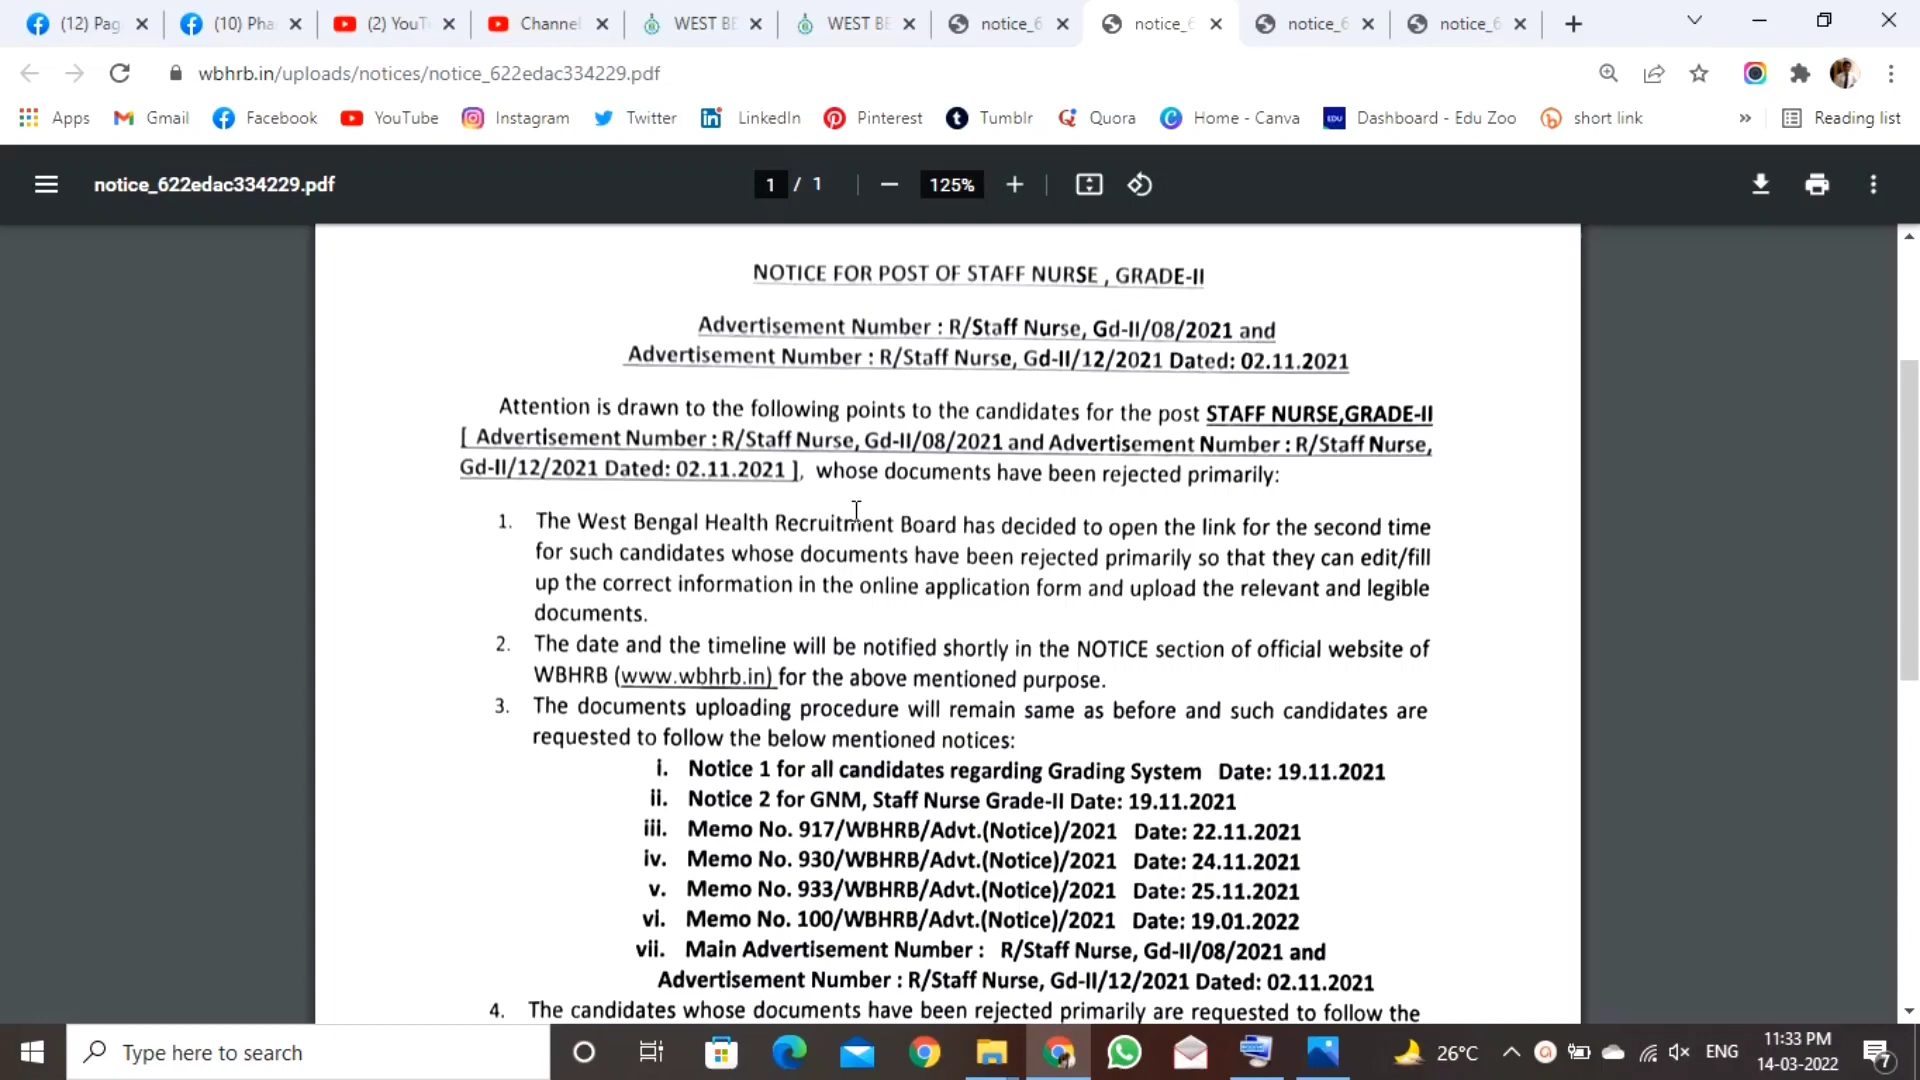 (12) Pag
(10) Pha
(2) YouT
Channel
WEST BE
WEST BE
notice_6
notice_6
notice_6
notice_6
wbhrb.in/uploads/notices/notice_622edac334229.pdf
Apps
Gmail
Facebook
YouTube
Instagram
Twitter
LinkedIn
Pinterest
Tumblr
Quora
Home - Canva
EDU
Dashboard - Edu Zoo
short link
»
Reading list
notice_622edac334229.pdf
1 / 1
125%
NOTICE FOR POST OF STAFF NURSE , GRADE-II
Advertisement Number : R/Staff Nurse, Gd-II/08/2021 and
Advertisement Number : R/Staff Nurse, Gd-II/12/2021 Dated: 02.11.2021
Attention is drawn to the following points to the candidates for the post STAFF NURSE,GRADE-II
[ Advertisement Number : R/Staff Nurse, Gd-II/08/2021 and Advertisement Number : R/Staff Nurse,
Gd-II/12/2021 Dated: 02.11.2021 ], whose documents have been rejected primarily:
1. The West Bengal Health Recruitment Board has decided to open the link for the second time
for such candidates whose documents have been rejected primarily so that they can edit/fill
up the correct information in the online application form and upload the relevant and legible
documents.
2. The date and the timeline will be notified shortly in the NOTICE section of official website of
WBHRB (www.wbhrb.in) for the above mentioned purpose.
3. The documents uploading procedure will remain same as before and such candidates are
requested to follow the below mentioned notices:
i. Notice 1 for all candidates regarding Grading System Date: 19.11.2021
ii. Notice 2 for GNM, Staff Nurse Grade-II Date: 19.11.2021
iii. Memo No. 917/WBHRB/Advt.(Notice)/2021 Date: 22.11.2021
iv. Memo No. 930/WBHRB/Advt.(Notice)/2021 Date: 24.11.2021
v. Memo No. 933/WBHRB/Advt.(Notice)/2021 Date: 25.11.2021
vi. Memo No. 100/WBHRB/Advt.(Notice)/2021 Date: 19.01.2022
vii. Main Advertisement Number : R/Staff Nurse, Gd-II/08/2021 and
Advertisement Number : R/Staff Nurse, Gd-II/12/2021 Dated: 02.11.2021
4. The candidates whose documents have been rejected primarily are requested to follow the
Type here to search
26°C
ENG
11:33 PM
14-03-2022
7